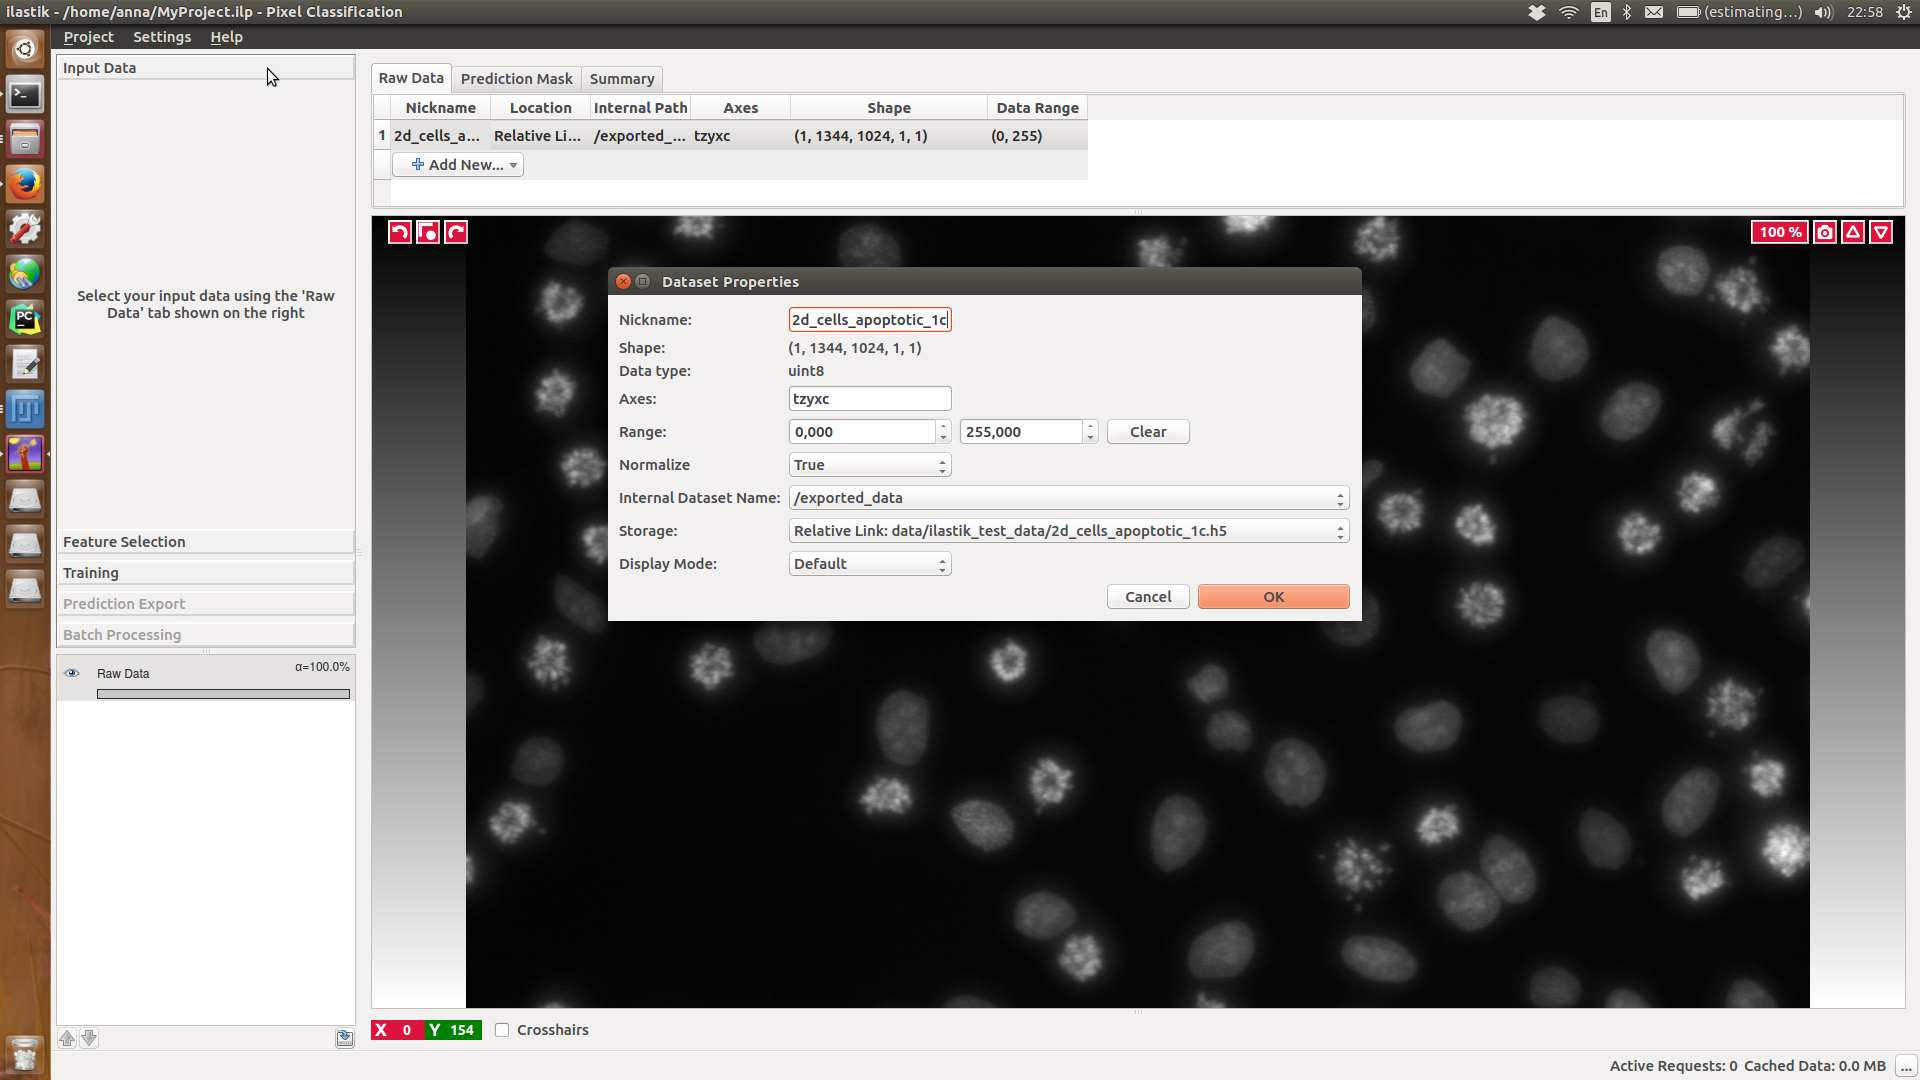 ilastik - /home/anna/MyProject.ilp - Pixel Classification
En
(estimating...)
22:58
Project Settings Help
Input Data
Select your input data using the 'Raw
Data' tab shown on the right
Feature Selection
Training
Prediction Export
Batch Processing
Raw Data
α=100.0%
Raw Data Prediction Mask Summary
Nickname Location Internal Path Axes Shape Data Range
1 2d_cells_a... Relative Li... /exported_... tzyxc (1, 1344, 1024, 1, 1) (0, 255)
Add New...
100 %
Dataset Properties
Nickname: 2d_cells_apoptotic_1c
Shape: (1, 1344, 1024, 1, 1)
Data type: uint8
Axes: tzyxc
Range: 0,000 255,000 Clear
Normalize True
Internal Dataset Name: /exported_data
Storage: Relative Link: data/ilastik_test_data/2d_cells_apoptotic_1c.h5
Display Mode: Default
Cancel OK
X 0 Y 154 Crosshairs
Active Requests: 0 Cached Data: 0.0 MB ...
PC